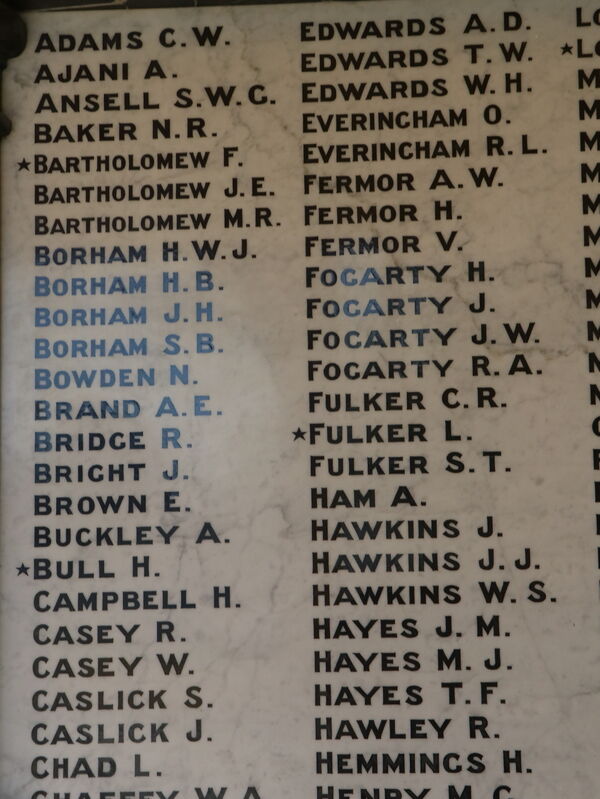 ADAMS C.W.
AJANI A.
ANSELL S.W.G.
BAKER N.R.
★BARTHOLOMEW F.
BARTHOLOMEW J.E.
BARTHOLOMEW M.R.
BORHAM H.W.J.
BORHAM H.B.
BORHAM J.H.
BORHAM S.B.
BOWDEN N.
BRAND A.E.
BRIDGE R.
BRIGHT J.
BROWN E.
BUCKLEY A.
★BULL H.
CAMPBELL H.
CASEY R.
CASEY W.
CASLICK S.
CASLICK J.
CHAD L.
CHAFFEY W.A.
EDWARDS A.D.
EDWARDS T.W.
EDWARDS W.H.
EVERINGHAM O.
EVERINGHAM R.L.
FERMOR A.W.
FERMOR H.
FERMOR V.
FOGARTY H.
FOGARTY J.
FOGARTY J.W.
FOGARTY R.A.
FULKER C.R.
★FULKER L.
FULKER S.T.
HAM A.
HAWKINS J.
HAWKINS J.J.
HAWKINS W.S.
HAYES J.M.
HAYES M.J.
HAYES T.F.
HAWLEY R.
HEMMINGS H.
HENRY M.C.